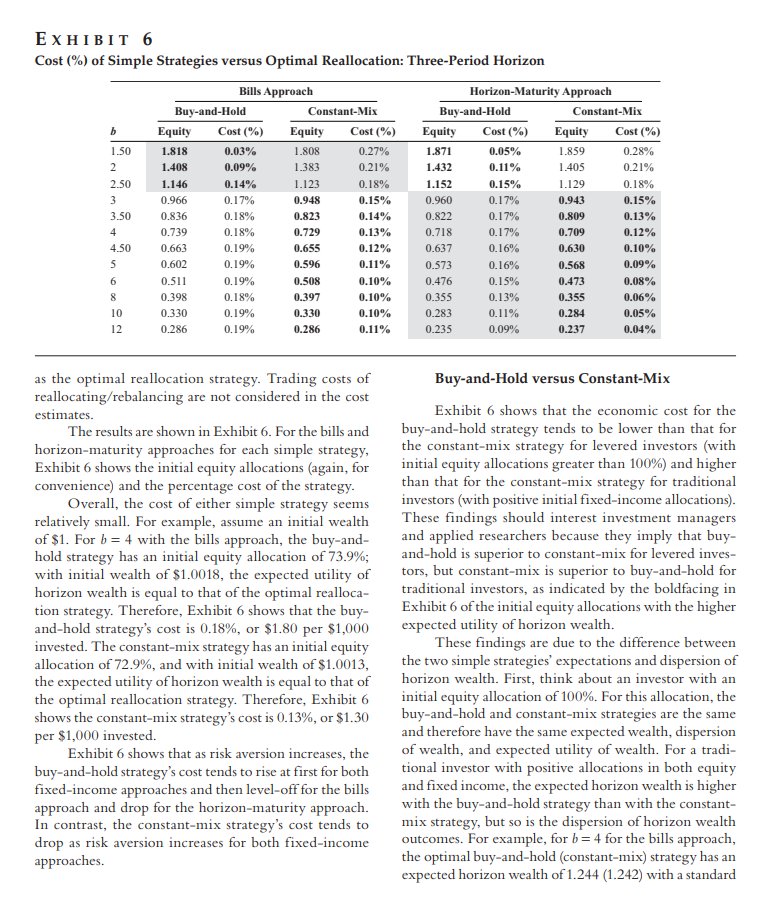 EXHIBIT 6
Cost (%) of Simple Strategies versus Optimal Reallocation: Three-Period Horizon
Bills Approach Horizon-Maturity Approach
Buy-and-Hold Constant-Mix Buy-and-Hold Constant-Mix
b Equity Cost (%) Equity Cost (%) Equity Cost (%) Equity Cost (%)
1.50 1.818 0.03% 1.808 0.27% 1.871 0.05% 1.859 0.28%
2 1.408 0.09% 1.383 0.21% 1.432 0.11% 1.405 0.21%
2.50 1.146 0.14% 1.123 0.18% 1.152 0.15% 1.129 0.18%
3 0.966 0.17% 0.948 0.15% 0.960 0.17% 0.943 0.15%
3.50 0.836 0.18% 0.823 0.14% 0.822 0.17% 0.809 0.13%
4 0.739 0.18% 0.729 0.13% 0.718 0.17% 0.709 0.12%
4.50 0.663 0.19% 0.655 0.12% 0.637 0.16% 0.630 0.10%
5 0.602 0.19% 0.596 0.11% 0.573 0.16% 0.568 0.09%
6 0.511 0.19% 0.508 0.10% 0.476 0.15% 0.473 0.08%
8 0.398 0.18% 0.397 0.10% 0.355 0.13% 0.355 0.06%
10 0.330 0.19% 0.330 0.10% 0.283 0.11% 0.284 0.05%
12 0.286 0.19% 0.286 0.11% 0.235 0.09% 0.237 0.04%
as the optimal reallocation strategy. Trading costs of
reallocating/rebalancing are not considered in the cost
estimates.
The results are shown in Exhibit 6. For the bills and
horizon-maturity approaches for each simple strategy,
Exhibit 6 shows the initial equity allocations (again, for
convenience) and the percentage cost of the strategy.
Overall, the cost of either simple strategy seems
relatively small. For example, assume an initial wealth
of $1. For b = 4 with the bills approach, the buy-and-
hold strategy has an initial equity allocation of 73.9%;
with initial wealth of $1.0018, the expected utility of
horizon wealth is equal to that of the optimal realloca-
tion strategy. Therefore, Exhibit 6 shows that the buy-
and-hold strategy's cost is 0.18%, or $1.80 per $1,000
invested. The constant-mix strategy has an initial equity
allocation of 72.9%, and with initial wealth of $1.0013,
the expected utility of horizon wealth is equal to that of
the optimal reallocation strategy. Therefore, Exhibit 6
shows the constant-mix strategy's cost is 0.13%, or $1.30
per $1,000 invested.
Exhibit 6 shows that as risk aversion increases, the
buy-and-hold strategy's cost tends to rise at first for both
fixed-income approaches and then level-off for the bills
approach and drop for the horizon-maturity approach.
In contrast, the constant-mix strategy's cost tends to
drop as risk aversion increases for both fixed-income
approaches.
Buy-and-Hold versus Constant-Mix
Exhibit 6 shows that the economic cost for the
buy-and-hold strategy tends to be lower than that for
the constant-mix strategy for levered investors (with
initial equity allocations greater than 100%) and higher
than that for the constant-mix strategy for traditional
investors (with positive initial fixed-income allocations).
These findings should interest investment managers
and applied researchers because they imply that buy-
and-hold is superior to constant-mix for levered inves-
tors, but constant-mix is superior to buy-and-hold for
traditional investors, as indicated by the boldfacing in
Exhibit 6 of the initial equity allocations with the higher
expected utility of horizon wealth.
These findings are due to the difference between
the two simple strategies' expectations and dispersion of
horizon wealth. First, think about an investor with an
initial equity allocation of 100%. For this allocation, the
buy-and-hold and constant-mix strategies are the same
and therefore have the same expected wealth, dispersion
of wealth, and expected utility of wealth. For a tradi-
tional investor with positive allocations in both equity
and fixed income, the expected horizon wealth is higher
with the buy-and-hold strategy than with the constant-
mix strategy, but so is the dispersion of horizon wealth
outcomes. For example, for b = 4 for the bills approach,
the optimal buy-and-hold (constant-mix) strategy has an
expected horizon wealth of 1.244 (1.242) with a standard